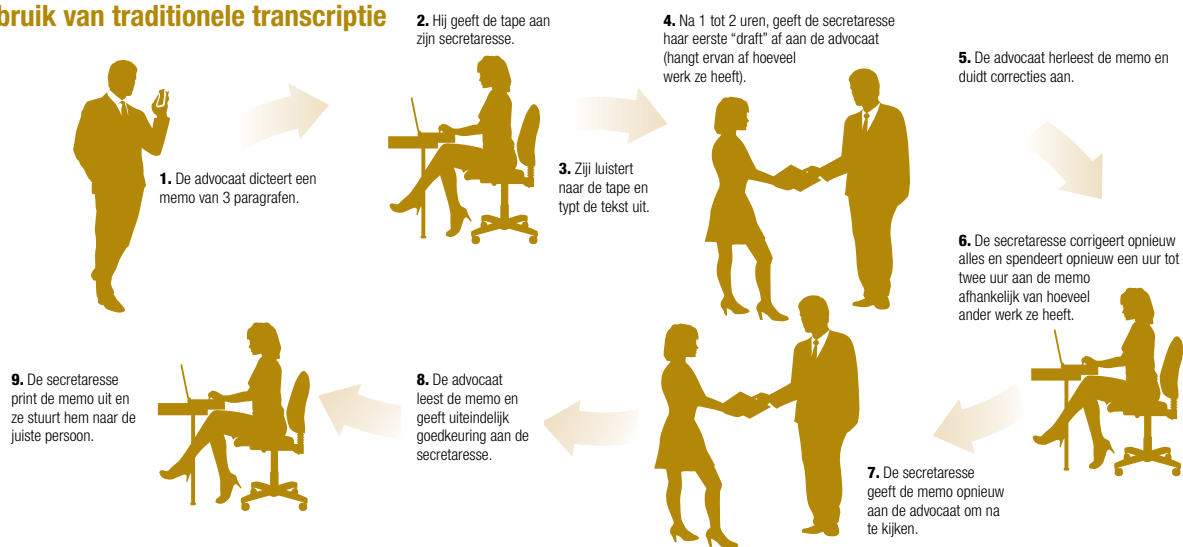 bruik van traditionele transcriptie
2. Hij geeft de tape aan
zijn secretaresse.
4. Na 1 tot 2 uren, geeft de secretaresse
haar eerste “draft” af aan de advocaat
(hangt ervan af hoeveel
werk ze heeft).
5. De advocaat herleest de memo en
duidt correcties aan.
1. De advocaat dicteert een
memo van 3 paragrafen.
3. Ziji luistert
naar de tape en
typt de tekst uit.
6. De secretaresse corrigeert opnieuw
alles en spendeert opnieuw een uur tot
twee uur aan de memo
afhankelijk van hoeveel
ander werk ze heeft.
9. De secretaresse
print de memo uit en
ze stuurt hem naar de
juiste persoon.
8. De advocaat
leest de memo en
geeft uiteindelijk
goedkeuring aan de
secretaresse.
7. De secretaresse
geeft de memo opnieuw
aan de advocaat om na
te kijken.